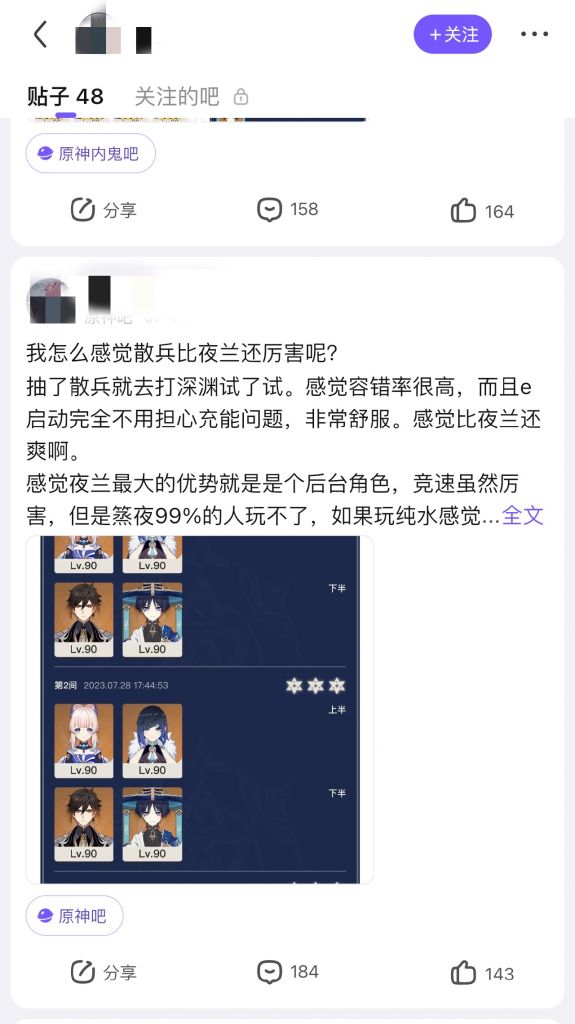 +关注
贴子 48
关注的吧
原神内鬼吧
分享
158
164
原神吧
我怎么感觉散兵比夜兰还厉害呢?
抽了散兵就去打深渊试了试。感觉容错率很高，而且e
启动完全不用担心充能问题，非常舒服。感觉比夜兰还
爽啊。
感觉夜兰最大的优势就是是个后台角色，竞速虽然厉
害，但是箓夜99%的人玩不了，如果玩纯水感觉...全文
Lv.90
Lv.90
下半
Lv.90
Lv.90
第2间 2023.07.28 17:44:53
上半
Lv.90
Lv.90
下半
Lv.90
Lv.90
原神吧
分享
184
143